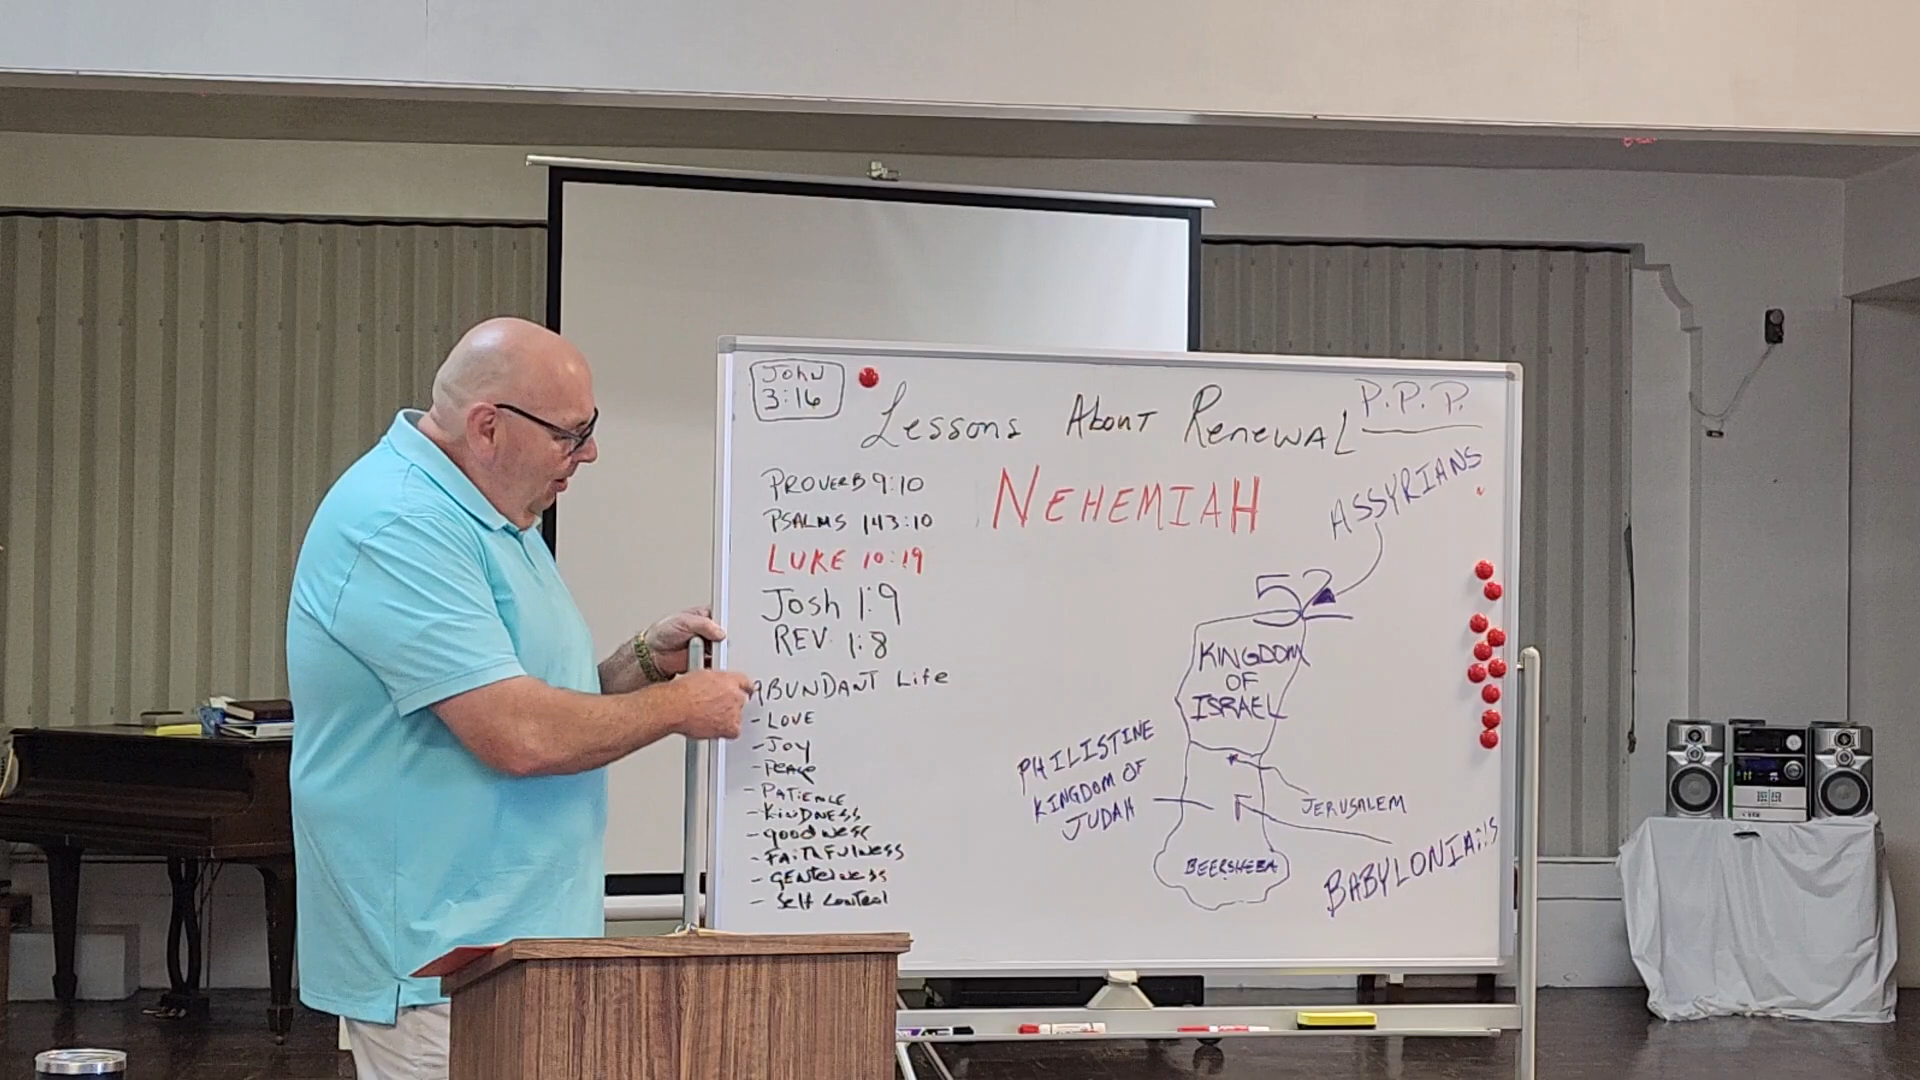 John
3:16
Lessons About Renewal
P.P.P.
PROVERB 9:10
PSALMS 143:10
LUKE 10:19
Josh 1:9
REV. 1:8
ABUNDANT Life
- LOVE
- Joy
- Peace
- PATIENCE
- KINDNESS
- goodness
- FAITHFULNESS
- GENTELNESS
- Self Control
NEHEMIAH
ASSYRIANS
52
KINGDOM
OF
ISRAEL
PHILISTINE
KINGDOM OF
JUDAH
JERUSALEM
BABYLONIANS
BEERSHEBA